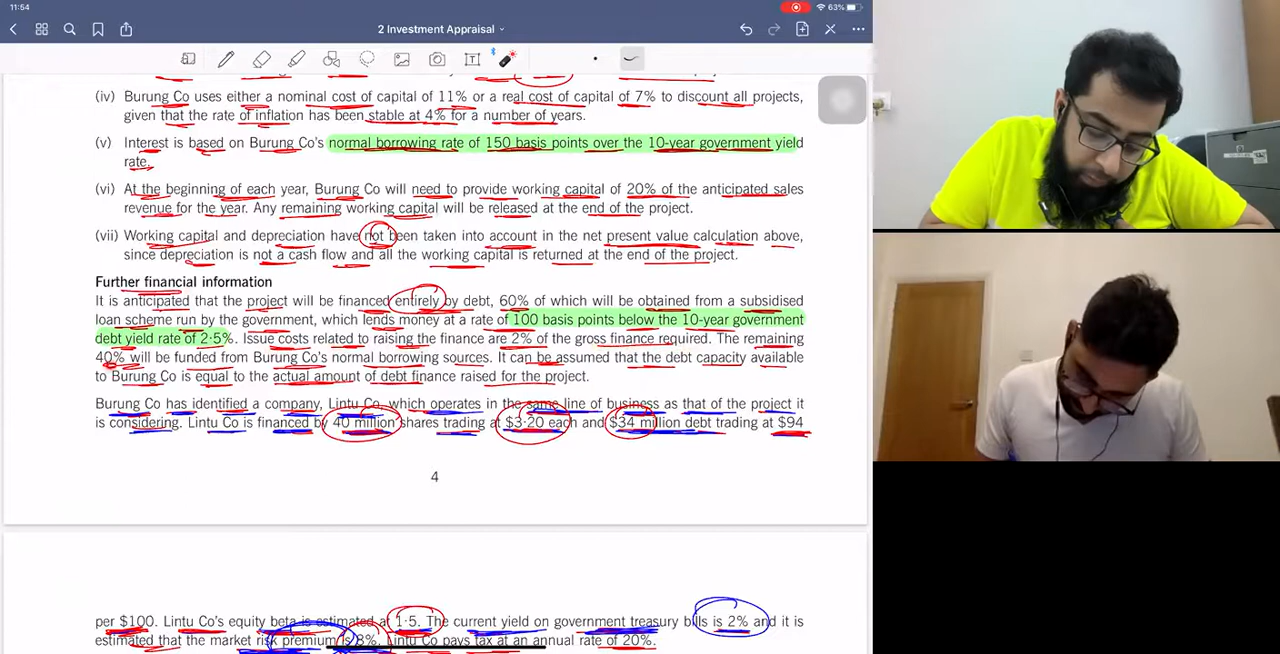 11:54
63%
2 Investment Appraisal
(iv) Burung Co uses either a nominal cost of capital of 11% or a real cost of capital of 7% to discount all projects,
given that the rate of inflation has been stable at 4% for a number of years.
(v) Interest is based on Burung Co's normal borrowing rate of 150 basis points over the 10-year government yield
rate.
(vi) At the beginning of each year, Burung Co will need to provide working capital of 20% of the anticipated sales
revenue for the year. Any remaining working capital will be released at the end of the project.
(vii) Working capital and depreciation have not been taken into account in the net present value calculation above,
since depreciation is not a cash flow and all the working capital is returned at the end of the project.
Further financial information
It is anticipated that the project will be financed entirely by debt, 60% of which will be obtained from a subsidised
loan scheme run by the government, which lends money at a rate of 100 basis points below the 10-year government
debt yield rate of 2·5%. Issue costs related to raising the finance are 2% of the gross finance required. The remaining
40% will be funded from Burung Co's normal borrowing sources. It can be assumed that the debt capacity available
to Burung Co is equal to the actual amount of debt finance raised for the project.
Burung Co has identified a company, Lintu Co, which operates in the same line of business as that of the project it
is considering. Lintu Co is financed by 40 million shares trading at $3·20 each and $34 million debt trading at $94
4
per $100. Lintu Co's equity beta is estimated at 1·5. The current yield on government treasury bills is 2% and it is
estimated that the market risk premium is 8%. Lintu Co pays tax at an annual rate of 20%.